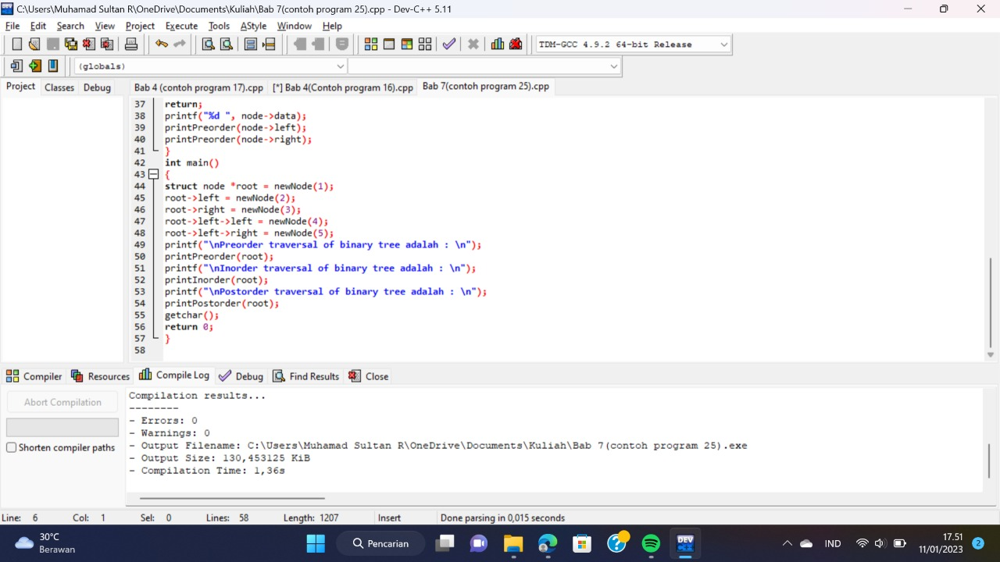 C:\Users\Muhamad Sultan R\OneDrive\Documents\Kuliah\Bab 7(contoh program 25).cpp - Dev-C++ 5.11
File Edit Search View Project Execute Tools AStyle Window Help
TDM-GCC 4.9.2 64-bit Release
(globals)
Project Classes Debug
Bab 4 (contoh program 17).cpp [*] Bab 4(Contoh program 16).cpp Bab 7(contoh program 25).cpp
37 return;
38 printf("%d ", node->data);
39 printPreorder(node->left);
40 printPreorder(node->right);
41 }
42 int main()
43 {
44 struct node *root = newNode(1);
45 root->left = newNode(2);
46 root->right = newNode(3);
47 root->left->left = newNode(4);
48 root->left->right = newNode(5);
49 printf("\nPreorder traversal of binary tree adalah : \n");
50 printPreorder(root);
51 printf("\nInorder traversal of binary tree adalah : \n");
52 printInorder(root);
53 printf("\nPostorder traversal of binary tree adalah : \n");
54 printPostorder(root);
55 getchar();
56 return 0;
57 }
58
Compiler Resources Compile Log Debug Find Results Close
Abort Compilation
Shorten compiler paths
Compilation results...
--------
- Errors: 0
- Warnings: 0
- Output Filename: C:\Users\Muhamad Sultan R\OneDrive\Documents\Kuliah\Bab 7(contoh program 25).exe
- Output Size: 130,453125 KiB
- Compilation Time: 1,36s
Line: 6 Col: 1 Sel: 0 Lines: 58 Length: 1207 Insert Done parsing in 0,015 seconds
30°C
Berawan
Pencarian
DEV
C++
IND
17.51
11/01/2023
2